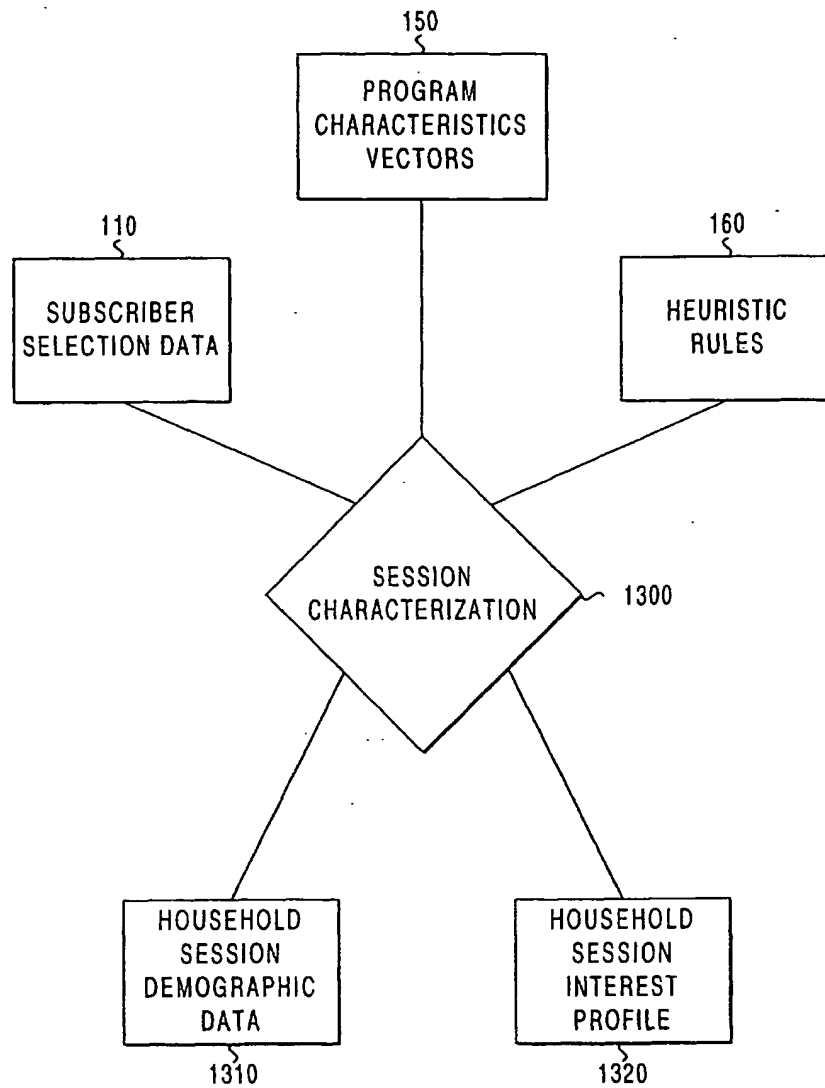 150
PROGRAM
CHARACTERISTICS
VECTORS
110
SUBSCRIBER
SELECTION DATA
160
HEURISTIC
RULES
SESSION
CHARACTERIZATION
1300
HOUSEHOLD
SESSION
DEMOGRAPHIC
DATA
1310
HOUSEHOLD
SESSION
INTEREST
PROFILE
1320